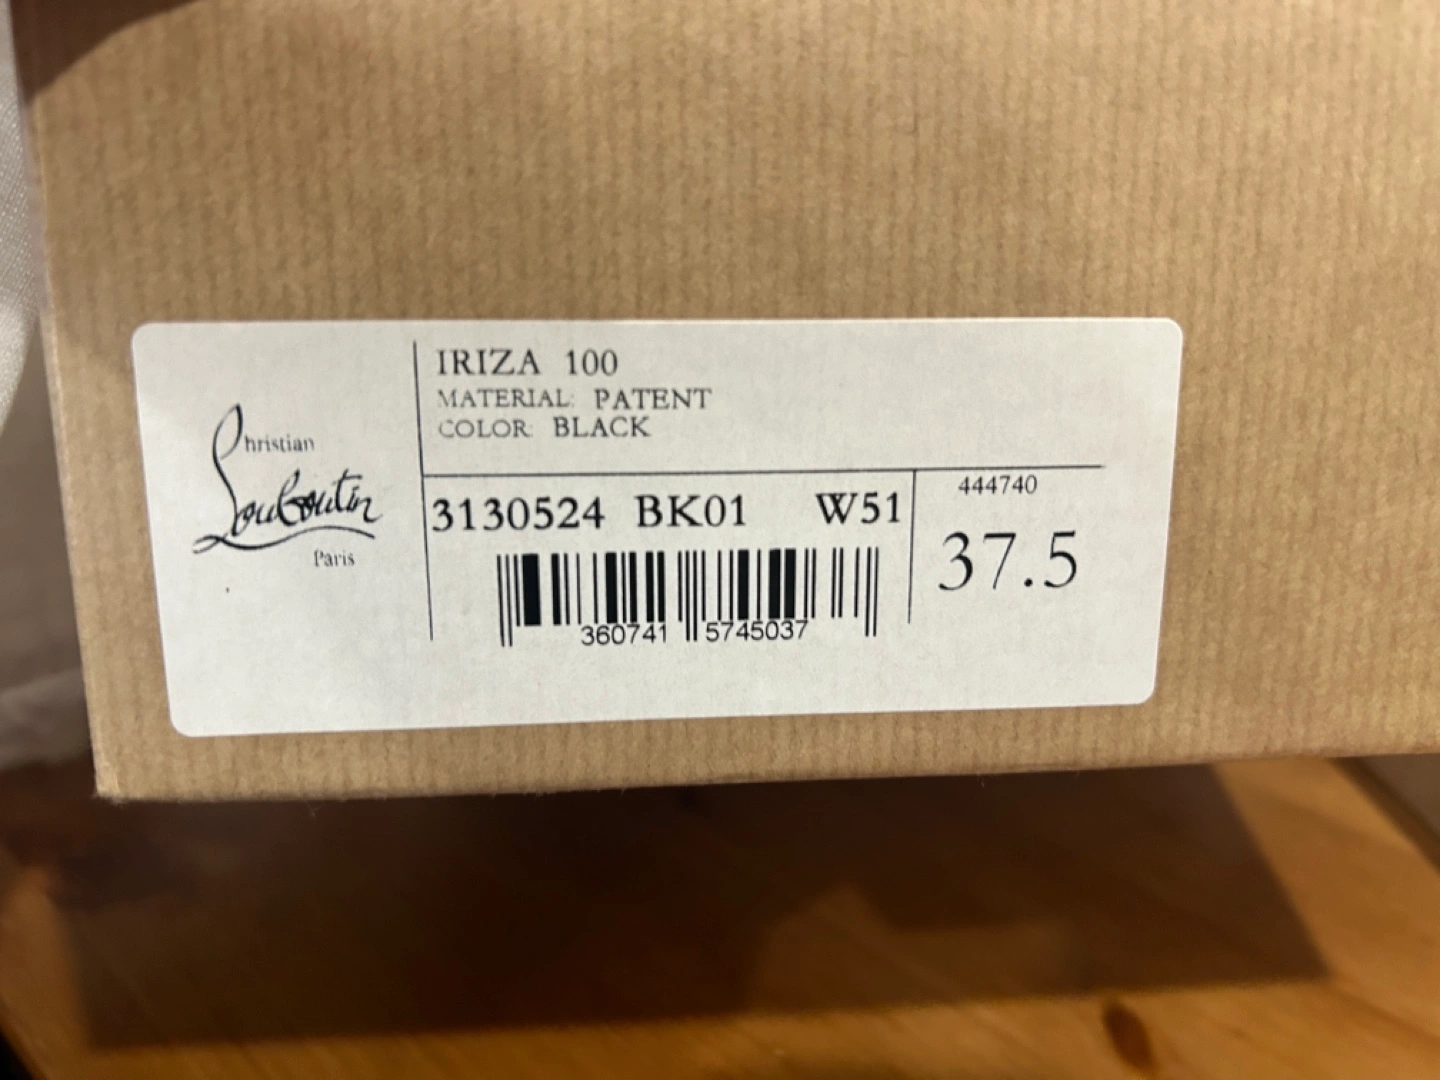 Christian
Louboutin
Paris
IRIZA 100
MATERIAL: PATENT
COLOR: BLACK
3130524 BK01 W51
360741 5745037
444740
37.5